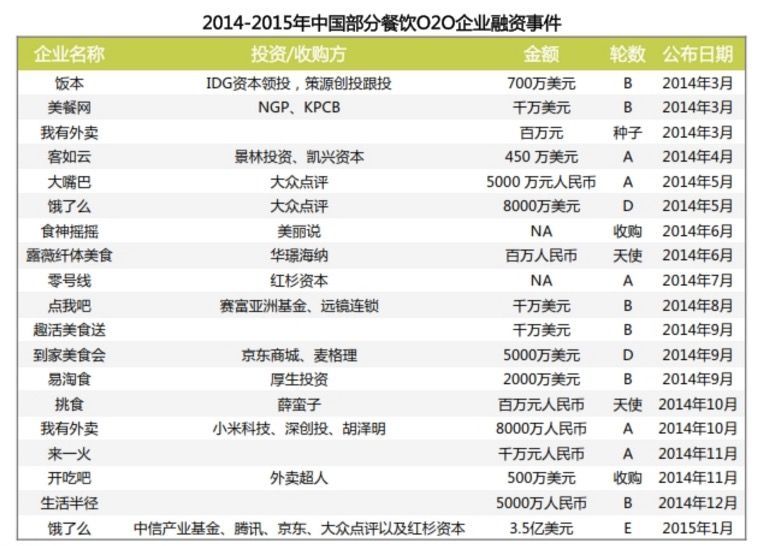 2014-2015年中国部分餐饮O2O企业融资事件
企业名称 投资/收购方 金额 轮数 公布日期
饭本 IDG资本领投，策源创投跟投 700万美元 B 2014年3月
美餐网 NGP、KPCB 千万美元 B 2014年3月
我有外卖 百万元 种子 2014年3月
客如云 景林投资、凯兴资本 450 万美元 A 2014年4月
大嘴巴 大众点评 5000 万元人民币 A 2014年5月
饿了么 大众点评 8000万美元 D 2014年5月
食神摇摇 美丽说 NA 收购 2014年6月
露薇纤体美食 华璟海纳 百万人民币 天使 2014年6月
零号线 红杉资本 NA A 2014年7月
点我吧 赛富亚洲基金、远镜连锁 千万美元 B 2014年8月
趣活美食送 千万美元 B 2014年9月
到家美食会 京东商城、麦格理 5000万美元 D 2014年9月
易淘食 厚生投资 2000万美元 B 2014年9月
挑食 薛蛮子 百万元人民币 天使 2014年10月
我有外卖 小米科技、深创投、胡泽明 8000万人民币 A 2014年10月
来一火 千万元人民币 A 2014年11月
开吃吧 外卖超人 500万美元 收购 2014年11月
生活半径 5000万人民币 B 2014年12月
饿了么 中信产业基金、腾讯、京东、大众点评以及红杉资本 3.5亿美元 E 2015年1月